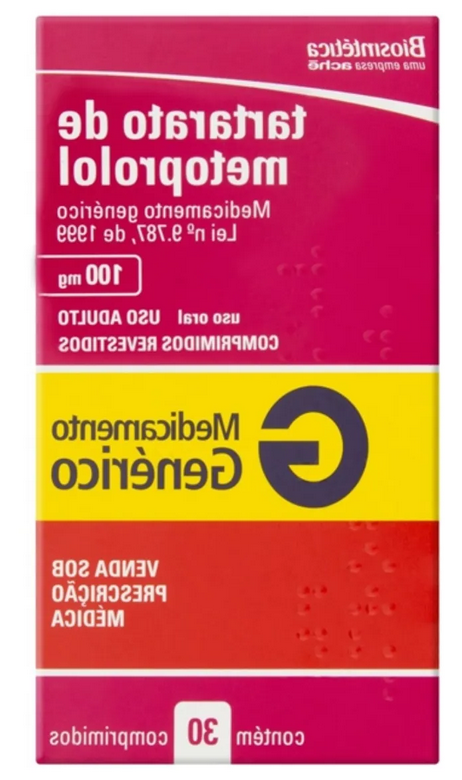 Biosintética
uma empresa achē
tartarato de
metoprolol
Medicamento genérico
Lei nº 9.787, de 1999
100 mg
uso oral USO ADULTO
COMPRIMIDOS REVESTIDOS
G Medicamento
Genérico
VENDA SOB
PRESCRIÇÃO
MÉDICA
contém 30 comprimidos